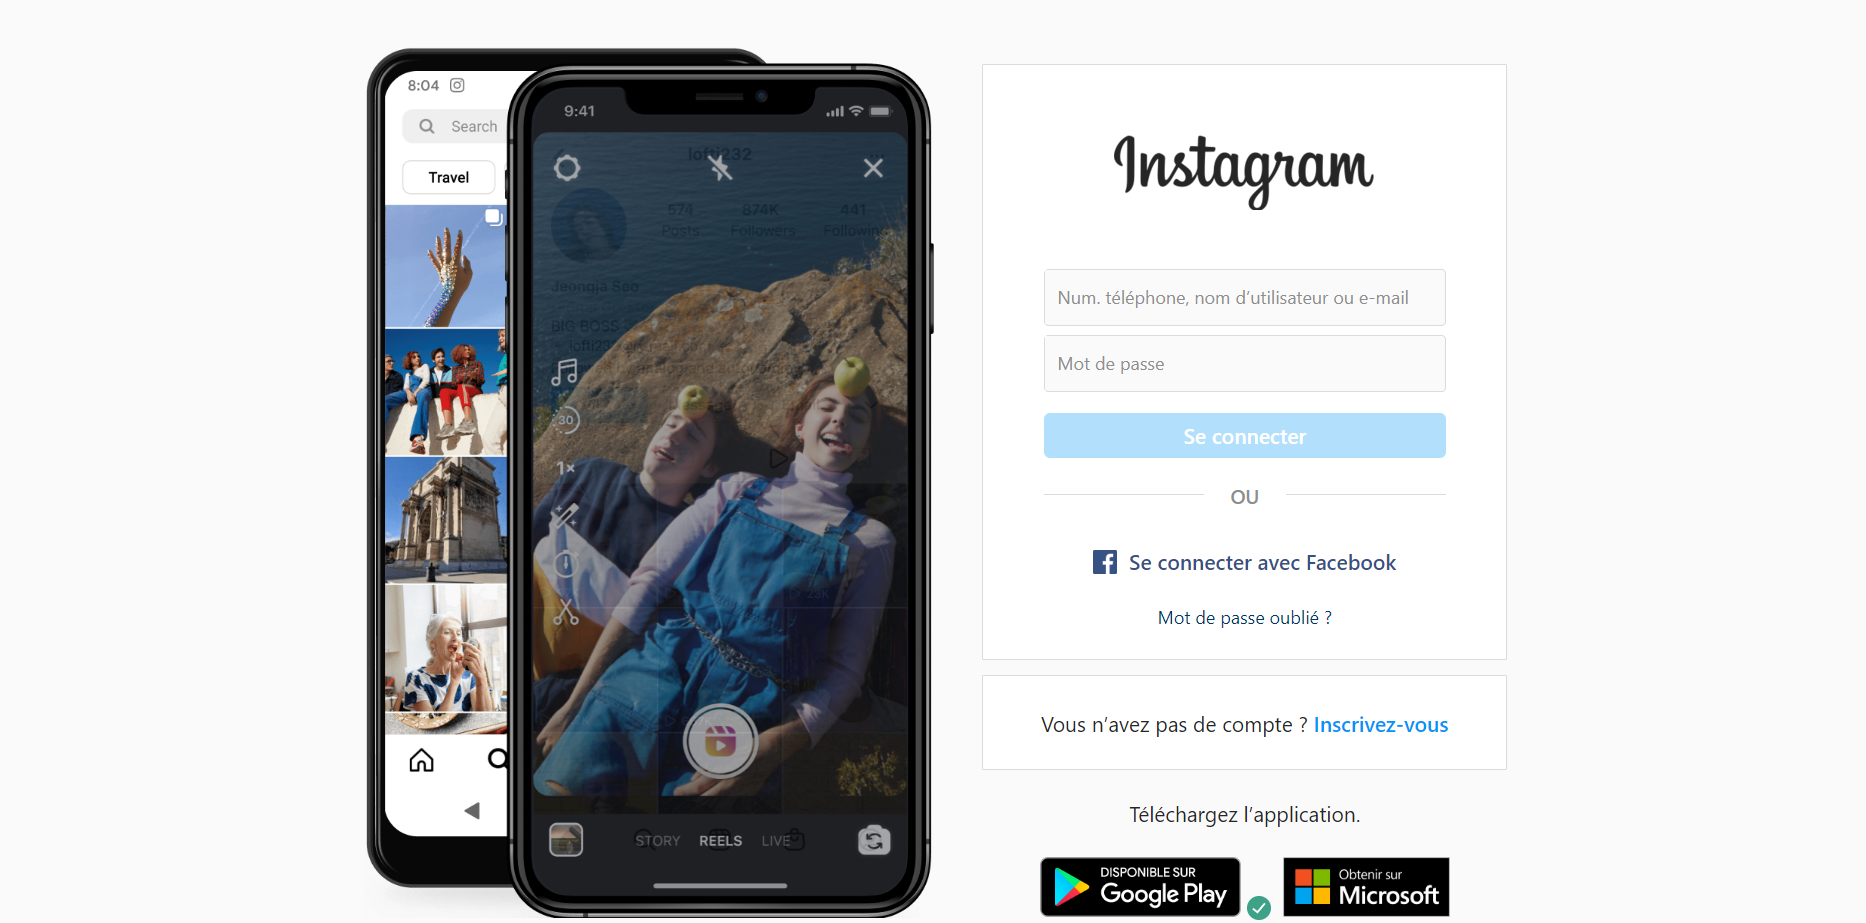 8:04
Search
Travel
9:41
lofti232
574
874K
441
Posts
Followers
Following
Jeongja Seo
BIG BOSS
30
1×
23K
STORY
REELS
LIVE
Instagram
Num. téléphone, nom d’utilisateur ou e-mail
Mot de passe
Se connecter
OU
Se connecter avec Facebook
Mot de passe oublié ?
Vous n’avez pas de compte ? Inscrivez-vous
Téléchargez l’application.
DISPONIBLE SUR
Google Play
Obtenir sur
Microsoft